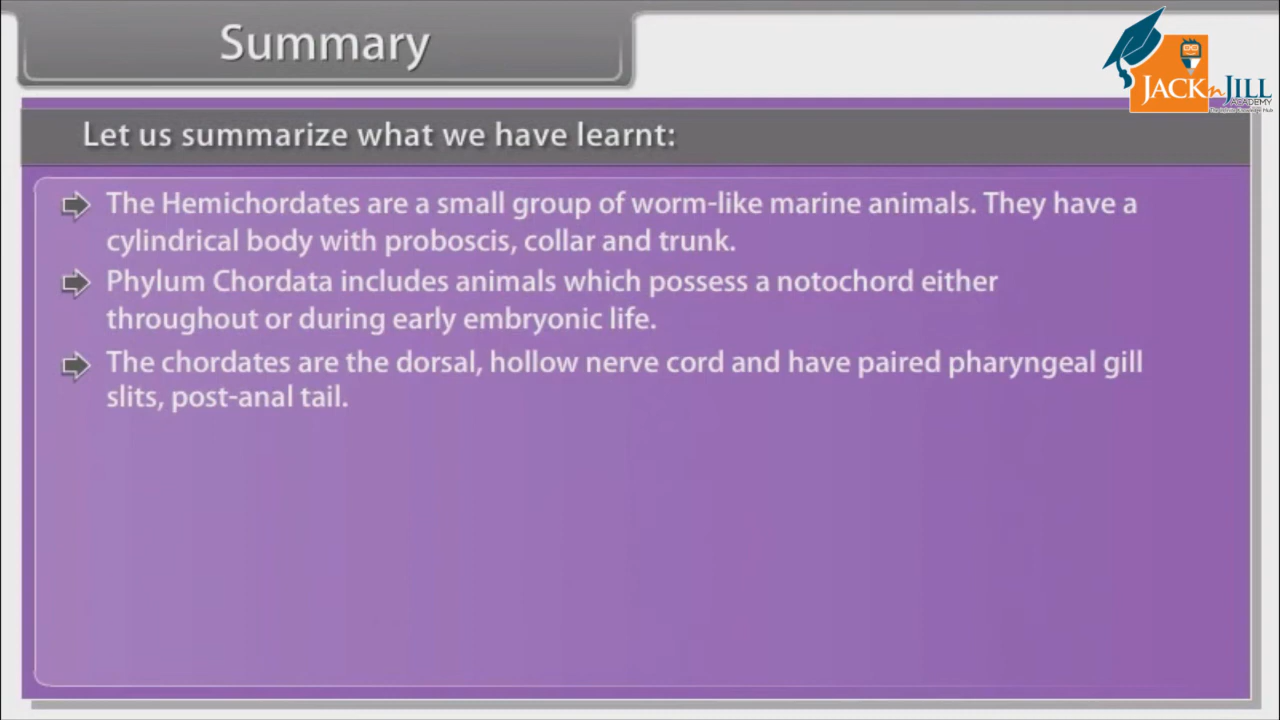 Summary
JACK n JILL
ACADEMY
Let us summarize what we have learnt:
The Hemichordates are a small group of worm-like marine animals. They have a
cylindrical body with proboscis, collar and trunk.
Phylum Chordata includes animals which possess a notochord either
throughout or during early embryonic life.
The chordates are the dorsal, hollow nerve cord and have paired pharyngeal gill
slits, post-anal tail.